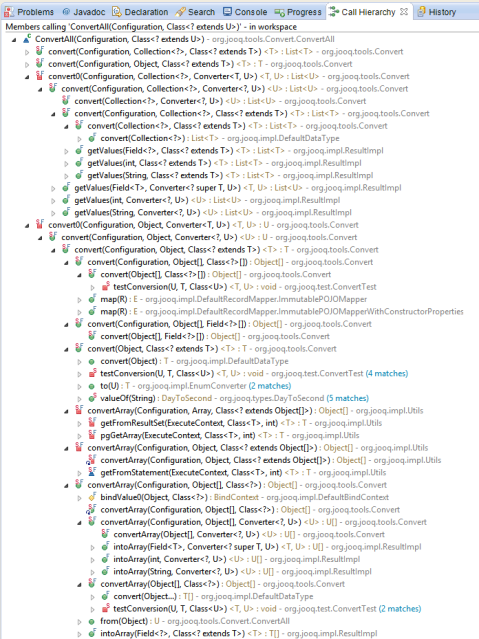 Problems @ Javadoc Declaration Search Console Progress Call Hierarchy History
Members calling 'ConvertAll(Configuration, Class<? extends U>)' - in workspace
ConvertAll(Configuration, Class<? extends U>) - org.jooq.tools.Convert.ConvertAll
convert(Configuration, Collection<?>, Class<? extends T>) <T> : List<T> - org.jooq.tools.Convert
convert(Configuration, Object, Class<? extends T>) <T> : T - org.jooq.tools.Convert
convert0(Configuration, Collection<?>, Converter<T, U>) <T, U> : List<U> - org.jooq.tools.Convert
convert(Configuration, Collection<?>, Converter<?, U>) <U> : List<U> - org.jooq.tools.Convert
convert(Collection<?>, Converter<?, U>) <U> : List<U> - org.jooq.tools.Convert
convert(Configuration, Collection<?>, Class<? extends T>) <T> : List<T> - org.jooq.tools.Convert
convert(Collection<?>, Class<? extends T>) <T> : List<T> - org.jooq.tools.Convert
convert(Collection<?>) : List<T> - org.jooq.impl.DefaultDataType
getValues(Field<?>, Class<? extends T>) <T> : List<T> - org.jooq.impl.ResultImpl
getValues(int, Class<? extends T>) <T> : List<T> - org.jooq.impl.ResultImpl
getValues(String, Class<? extends T>) <T> : List<T> - org.jooq.impl.ResultImpl
getValues(Field<T>, Converter<? super T, U>) <T, U> : List<U> - org.jooq.impl.ResultImpl
getValues(int, Converter<?, U>) <U> : List<U> - org.jooq.impl.ResultImpl
getValues(String, Converter<?, U>) <U> : List<U> - org.jooq.impl.ResultImpl
convert0(Configuration, Object, Converter<T, U>) <T, U> : U - org.jooq.tools.Convert
convert(Configuration, Object, Converter<?, U>) <U> : U - org.jooq.tools.Convert
convert(Configuration, Object, Class<? extends T>) <T> : T - org.jooq.tools.Convert
convert(Configuration, Object[], Class<?>[]) : Object[] - org.jooq.tools.Convert
convert(Object[], Class<?>[]) : Object[] - org.jooq.tools.Convert
testConversion(U, T, Class<U>) <T, U> : void - org.jooq.test.ConvertTest
map(R) : E - org.jooq.impl.DefaultRecordMapper.ImmutablePOJOMapper
map(R) : E - org.jooq.impl.DefaultRecordMapper.ImmutablePOJOMapperWithConstructorProperties
convert(Configuration, Object[], Field<?>[]) : Object[] - org.jooq.tools.Convert
convert(Object[], Field<?>[]) : Object[] - org.jooq.tools.Convert
convert(Object, Class<? extends T>) <T> : T - org.jooq.tools.Convert
convert(Object) : T - org.jooq.impl.DefaultDataType
testConversion(U, T, Class<U>) <T, U> : void - org.jooq.test.ConvertTest (4 matches)
to(U) : T - org.jooq.impl.EnumConverter (2 matches)
valueOf(String) : DayToSecond - org.jooq.types.DayToSecond (5 matches)
convertArray(Configuration, Array, Class<? extends Object[]>) : Object[] - org.jooq.impl.Utils
getFromResultSet(ExecuteContext, Class<T>, int) <T> : T - org.jooq.impl.Utils
pgGetArray(ExecuteContext, Class<T>, int) <T> : T - org.jooq.impl.Utils
convertArray(Configuration, Object, Class<? extends Object[]>) : Object[] - org.jooq.impl.Utils
convertArray(Configuration, Object, Class<? extends Object[]>) : Object[] - org.jooq.impl.Utils
getFromStatement(ExecuteContext, Class<T>, int) <T> : T - org.jooq.impl.Utils
convertArray(Configuration, Object[], Class<?>) : Object[] - org.jooq.tools.Convert
bindValue0(Object, Class<?>) : BindContext - org.jooq.impl.DefaultBindContext
convertArray(Configuration, Object[], Class<?>) : Object[] - org.jooq.tools.Convert
convertArray(Configuration, Object[], Converter<?, U>) <U> : U[] - org.jooq.tools.Convert
convertArray(Object[], Converter<?, U>) <U> : U[] - org.jooq.tools.Convert
intoArray(Field<T>, Converter<? super T, U>) <T, U> : U[] - org.jooq.impl.ResultImpl
intoArray(int, Converter<?, U>) <U> : U[] - org.jooq.impl.ResultImpl
intoArray(String, Converter<?, U>) <U> : U[] - org.jooq.impl.ResultImpl
convertArray(Object[], Class<?>) : Object[] - org.jooq.tools.Convert
convert(Object...) : T[] - org.jooq.impl.DefaultDataType
testConversion(U, T, Class<U>) <T, U> : void - org.jooq.test.ConvertTest (2 matches)
from(Object) : U - org.jooq.tools.Convert.ConvertAll
intoArray(Field<?>, Class<? extends T>) <T> : T[] - org.jooq.impl.ResultImpl